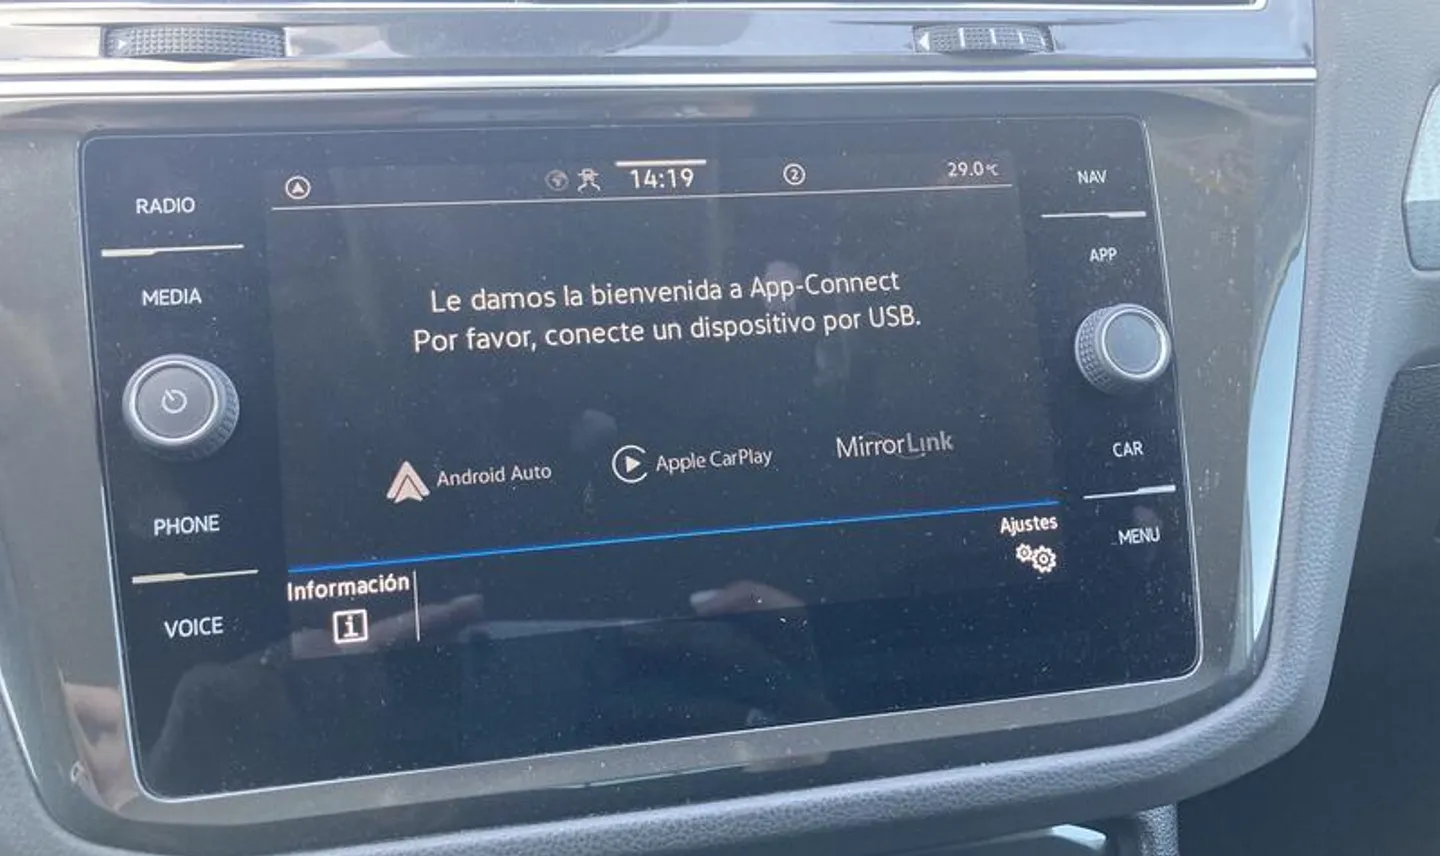 RADIO
MEDIA
PHONE
VOICE
14:19
2
29.0°C
Le damos la bienvenida a App-Connect
Por favor, conecte un dispositivo por USB.
Android Auto
Apple CarPlay
MirrorLink
Información
i
Ajustes
NAV
APP
CAR
MENU